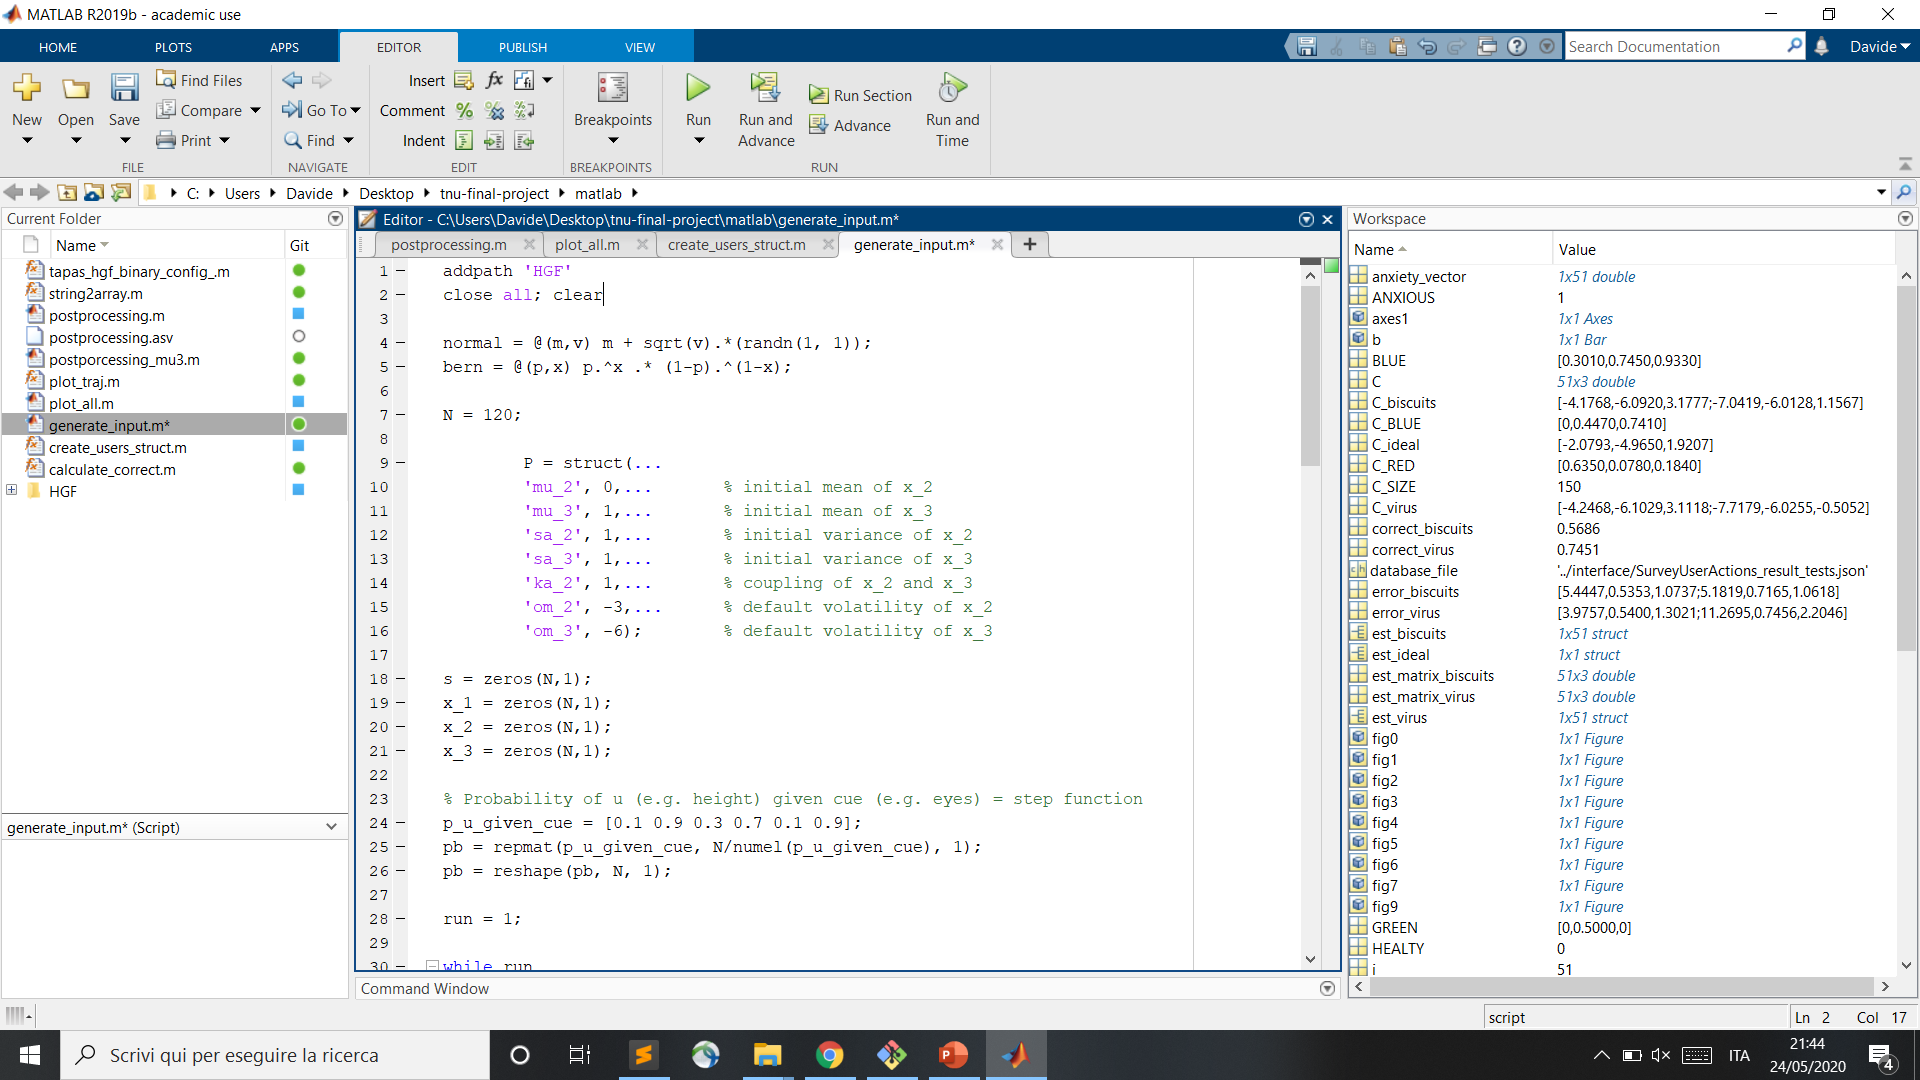 MATLAB R2019b - academic use
HOME PLOTS APPS EDITOR PUBLISH VIEW
Search Documentation
Davide
New
Open
Save
Find Files
Compare
Print
FILE
Go To
Find
NAVIGATE
Insert
Comment
Indent
EDIT
Breakpoints
BREAKPOINTS
Run
Run and Advance
Run Section
Advance
Run and Time
RUN
C: Users Davide Desktop tnu-final-project matlab
Current Folder
Name Git
tapas_hgf_binary_config_.m
string2array.m
postprocessing.m
postprocessing.asv
postporcessing_mu3.m
plot_traj.m
plot_all.m
generate_input.m*
create_users_struct.m
calculate_correct.m
HGF
generate_input.m* (Script)
Editor - C:\Users\Davide\Desktop\tnu-final-project\matlab\generate_input.m*
postprocessing.m plot_all.m create_users_struct.m generate_input.m*
1 addpath 'HGF'
2 close all; clear
3
4 normal = @(m,v) m + sqrt(v).*(randn(1, 1));
5 bern = @(p,x) p.^x .* (1-p).^(1-x);
6
7 N = 120;
8
9 P = struct(...
10 'mu_2', 0,... % initial mean of x_2
11 'mu_3', 1,... % initial mean of x_3
12 'sa_2', 1,... % initial variance of x_2
13 'sa_3', 1,... % initial variance of x_3
14 'ka_2', 1,... % coupling of x_2 and x_3
15 'om_2', -3,... % default volatility of x_2
16 'om_3', -6); % default volatility of x_3
17
18 s = zeros(N,1);
19 x_1 = zeros(N,1);
20 x_2 = zeros(N,1);
21 x_3 = zeros(N,1);
22
23 % Probability of u (e.g. height) given cue (e.g. eyes) = step function
24 p_u_given_cue = [0.1 0.9 0.3 0.7 0.1 0.9];
25 pb = repmat(p_u_given_cue, N/numel(p_u_given_cue), 1);
26 pb = reshape(pb, N, 1);
27
28 run = 1;
29
30 while run
Command Window
Workspace
Name Value
anxiety_vector 1x51 double
ANXIOUS 1
axes1 1x1 Axes
b 1x1 Bar
BLUE [0.3010,0.7450,0.9330]
C 51x3 double
C_biscuits [-4.1768,-6.0920,3.1777;-7.0419,-6.0128,1.1567]
C_BLUE [0,0.4470,0.7410]
C_ideal [-2.0793,-4.9650,1.9207]
C_RED [0.6350,0.0780,0.1840]
C_SIZE 150
C_virus [-4.2468,-6.1029,3.1118;-7.7179,-6.0255,-0.5052]
correct_biscuits 0.5686
correct_virus 0.7451
database_file '../interface/SurveyUserActions_result_tests.json'
error_biscuits [5.4447,0.5353,1.0737;5.1819,0.7165,1.0618]
error_virus [3.9757,0.5400,1.3021;11.2695,0.7456,2.2046]
est_biscuits 1x51 struct
est_ideal 1x1 struct
est_matrix_biscuits 51x3 double
est_matrix_virus 51x3 double
est_virus 1x51 struct
fig0 1x1 Figure
fig1 1x1 Figure
fig2 1x1 Figure
fig3 1x1 Figure
fig4 1x1 Figure
fig5 1x1 Figure
fig6 1x1 Figure
fig7 1x1 Figure
fig9 1x1 Figure
GREEN [0,0.5000,0]
HEALTY 0
i 51
script
Ln 2 Col 17
Scrivi qui per eseguire la ricerca
ITA
21:44
24/05/2020
4